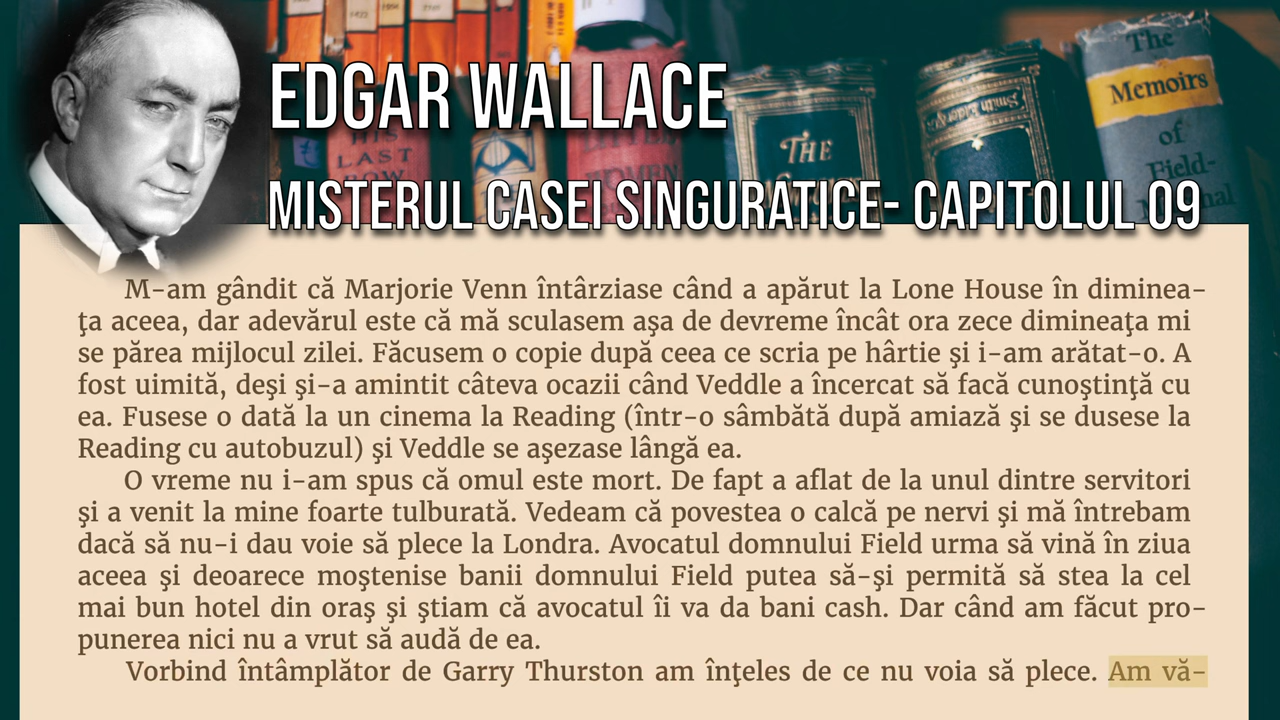 EDGAR WALLACE
MISTERUL CASEI SINGURATICE- CAPITOLUL 09
HIS
LAST
BOW
LITTLE
WOMEN
THE
The
Memoirs
of
Field-
M-am gândit că Marjorie Venn întârziase când a apărut la Lone House în diminea-
ţa aceea, dar adevărul este că mă sculasem aşa de devreme încât ora zece dimineaţa mi
se părea mijlocul zilei. Făcusem o copie după ceea ce scria pe hârtie şi i-am arătat-o. A
fost uimită, deşi şi-a amintit câteva ocazii când Veddle a încercat să facă cunoştinţă cu
ea. Fusese o dată la un cinema la Reading (într-o sâmbătă după amiază şi se dusese la
Reading cu autobuzul) şi Veddle se aşezase lângă ea.
O vreme nu i-am spus că omul este mort. De fapt a aflat de la unul dintre servitori
şi a venit la mine foarte tulburată. Vedeam că povestea o calcă pe nervi şi mă întrebam
dacă să nu-i dau voie să plece la Londra. Avocatul domnului Field urma să vină în ziua
aceea şi deoarece moştenise banii domnului Field putea să-şi permită să stea la cel
mai bun hotel din oraş şi ştiam că avocatul îi va da bani cash. Dar când am făcut pro-
punerea nici nu a vrut să audă de ea.
Vorbind întâmplător de Garry Thurston am înţeles de ce nu voia să plece. Am vă-